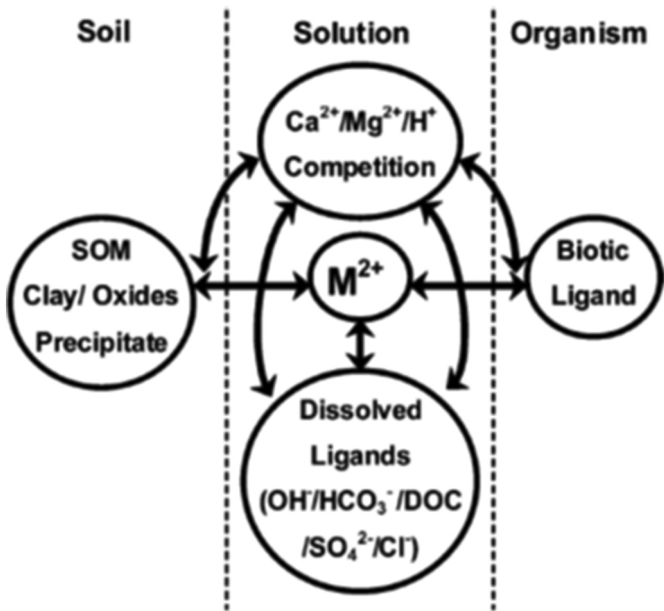 Soil
Solution
Organism
Ca²⁺/Mg²⁺/H⁺
Competition
SOM
Clay/ Oxides
Precipitate
M²⁺
Biotic
Ligand
Dissolved
Ligands
(OH⁻/HCO₃⁻/DOC
/SO₄²⁻/Cl⁻)